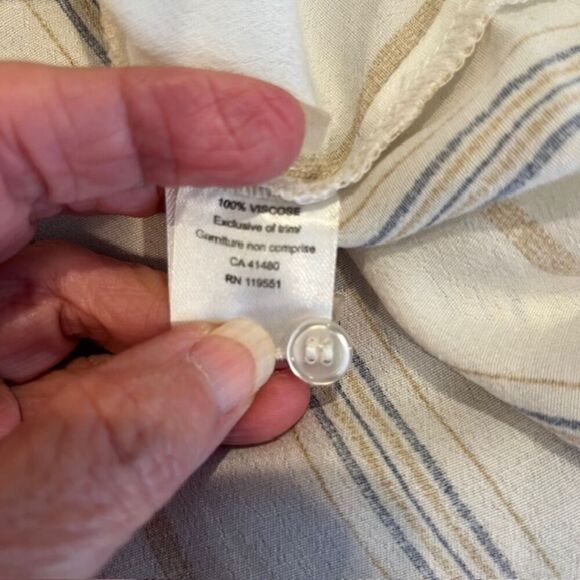 100% VISCOSE
Exclusive of trim/
Garniture non comprise
CA 41480
RN 119551